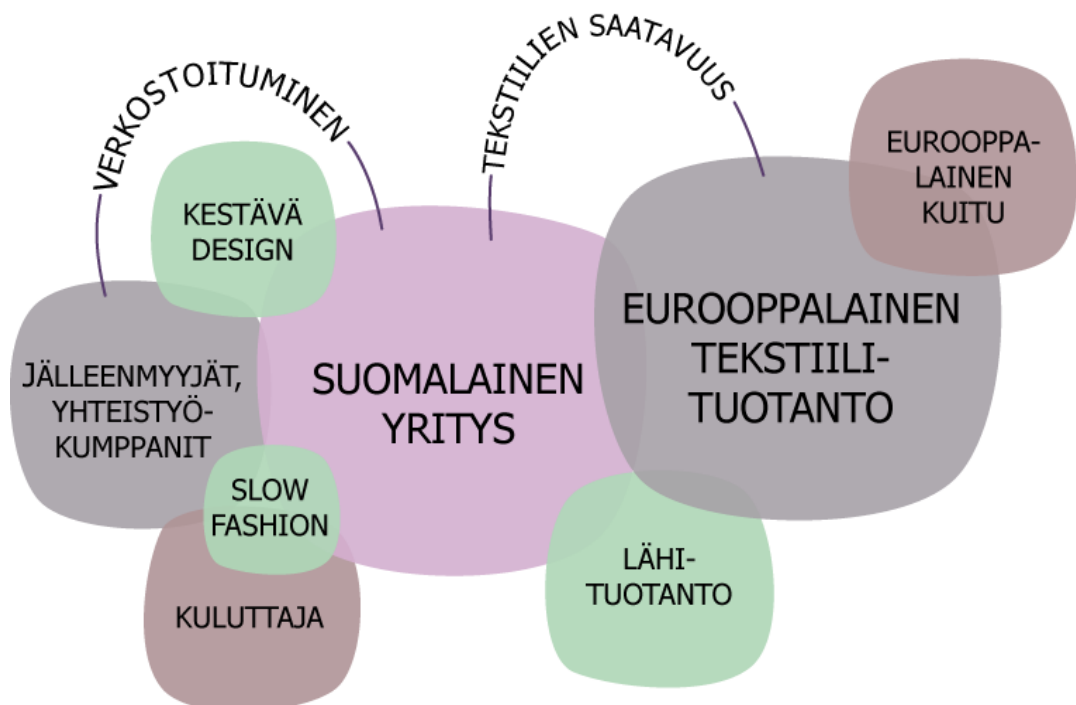 VERKOSTOITUMINEN
TEKSTIILIEN SAATAVUUS
EUROOPPA-
LAINEN
KUITU
KESTÄVÄ
DESIGN
EUROOPPALAINEN
TEKSTIILI-
TUOTANTO
JÄLLEENMYYJÄT,
YHTEISTYÖ-
KUMPPANIT
SUOMALAINEN
YRITYS
SLOW
FASHION
LÄHI-
TUOTANTO
KULUTTAJA